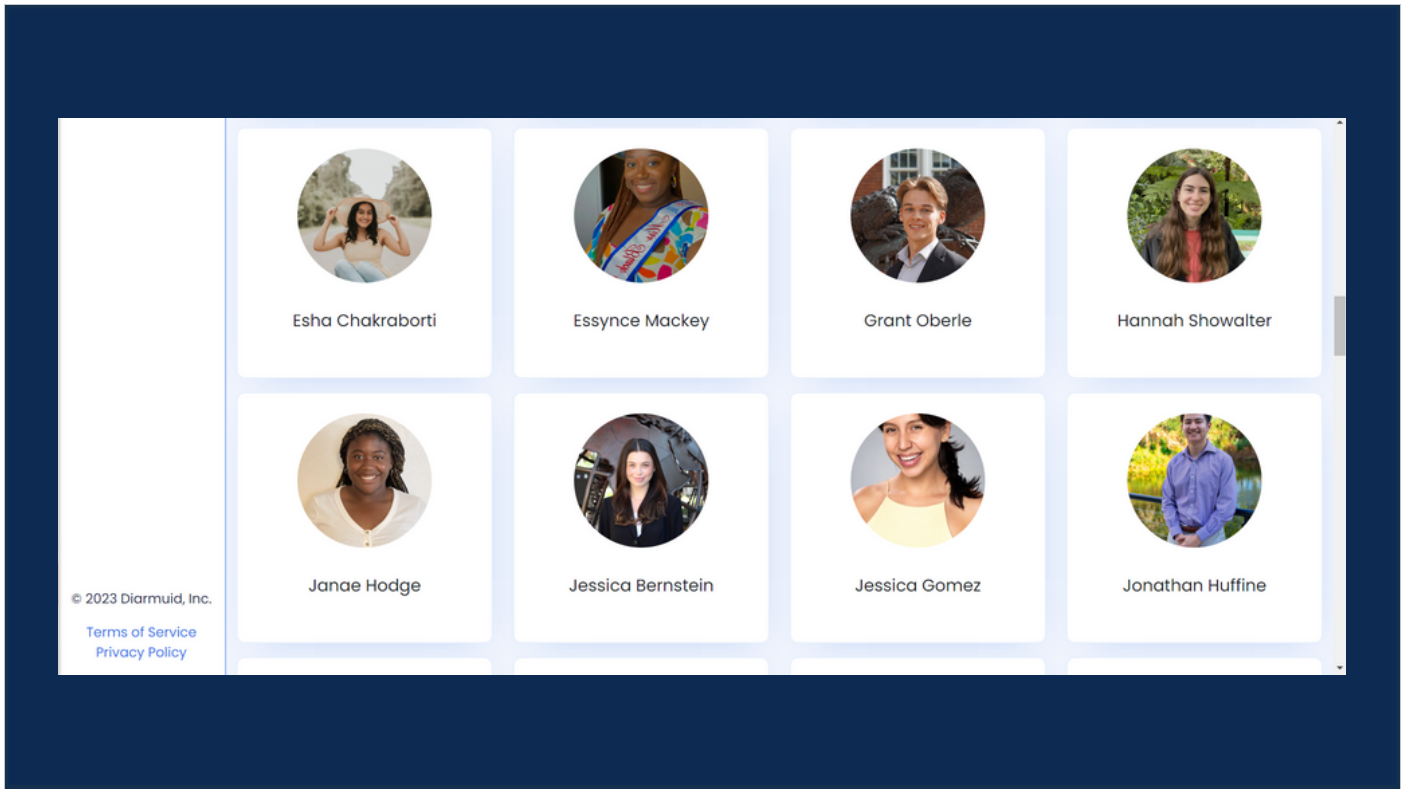 Esha Chakraborti
Essynce Mackey
Grant Oberle
Hannah Showalter
Janae Hodge
Jessica Bernstein
Jessica Gomez
Jonathan Huffine
© 2023 Diarmuid, Inc.
Terms of Service
Privacy Policy